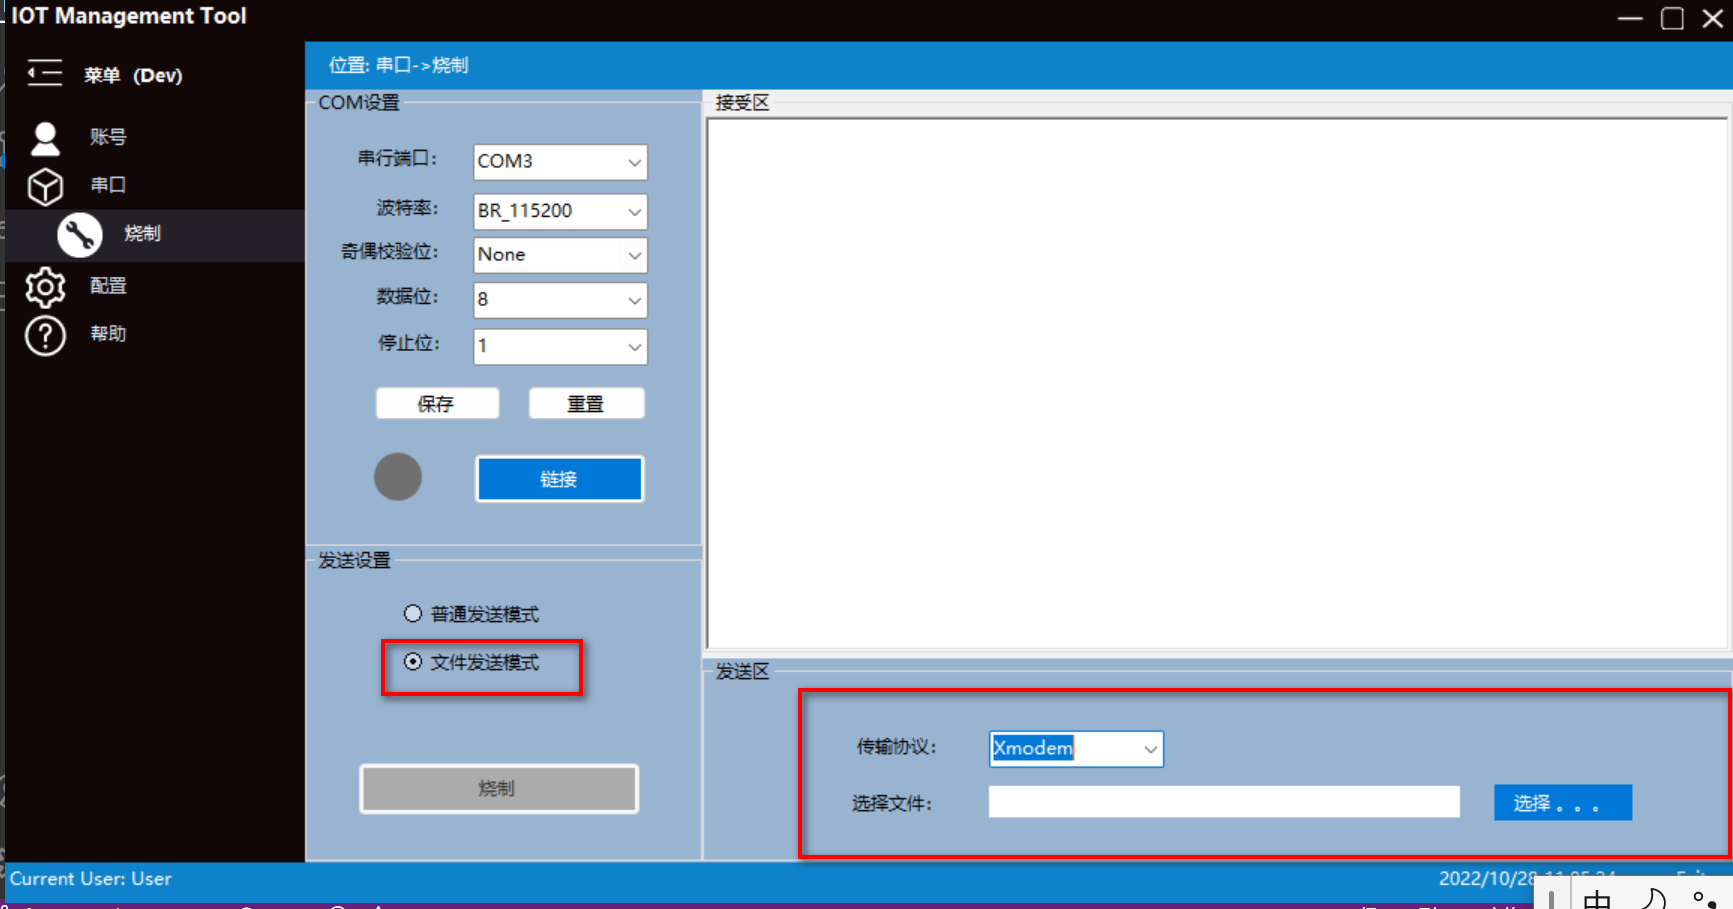 IOT Management Tool
菜单 (Dev)
账号
串口
烧制
配置
帮助
位置: 串口->烧制
COM设置
串行端口: COM3
波特率: BR_115200
奇偶校验位: None
数据位: 8
停止位: 1
保存 重置
链接
发送设置
普通发送模式
文件发送模式
烧制
接受区
发送区
传输协议: Xmodem
选择文件: 选择。。。
Current User: User
2022/10/28
中